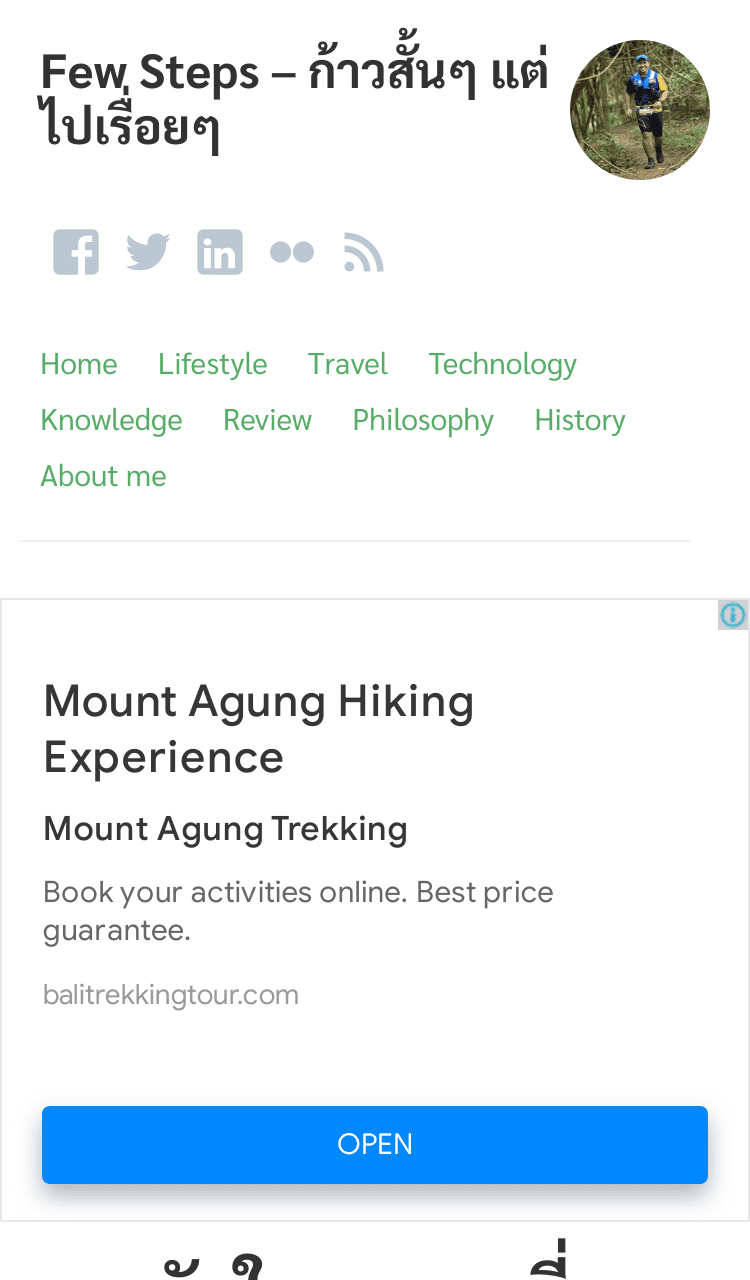 Few Steps – ก้าวสั้นๆ แต่
ไปเรื่อยๆ
Home Lifestyle Travel Technology
Knowledge Review Philosophy History
About me
Mount Agung Hiking
Experience
Mount Agung Trekking
Book your activities online. Best price
guarantee.
balitrekkingtour.com
OPEN